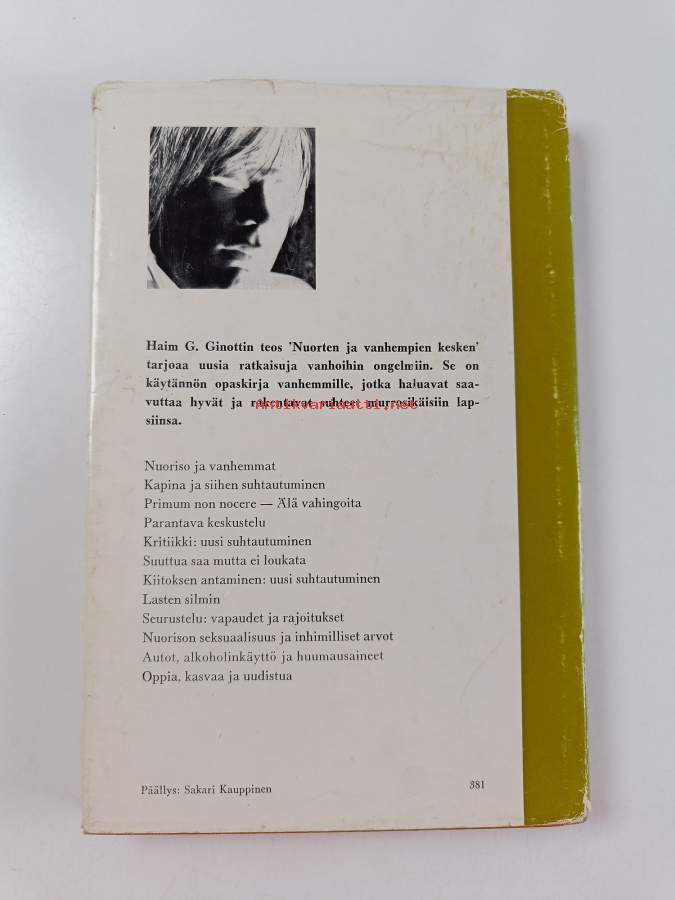 Haim G. Ginottin teos 'Nuorten ja vanhempien kesken'
tarjoaa uusia ratkaisuja vanhoihin ongelmiin. Se on
käytännön opaskirja vanhemmille, jotka haluavat saa-
vuttaa hyvät ja rakentavat suhteet murrosikäisiin lap-
Antikvariaatti.net
siinsa.
Nuoriso ja vanhemmat
Kapina ja siihen suhtautuminen
Primum non nocere — Älä vahingoita
Parantava keskustelu
Kritiikki: uusi suhtautuminen
Suuttua saa mutta ei loukata
Kiitoksen antaminen: uusi suhtautuminen
Lasten silmin
Seurustelu: vapaudet ja rajoitukset
Nuorison seksuaalisuus ja inhimilliset arvot
Autot, alkoholinkäyttö ja huumausaineet
Oppia, kasvaa ja uudistua
Päällys: Sakari Kauppinen
381